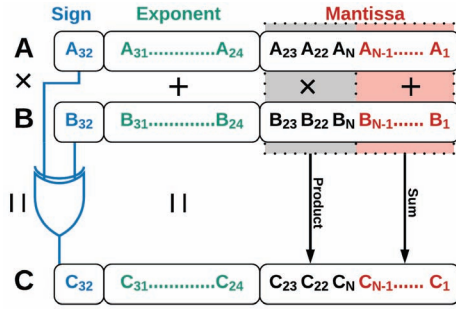 Sign Exponent Mantissa
A A32 A31..............A24 A23 A22 AN AN-1...... A1
× + × +
B B32 B31..............B24 B23 B22 BN BN-1...... B1
Product Sum
= =
C C32 C31..............C24 C23 C22 CN CN-1...... C1